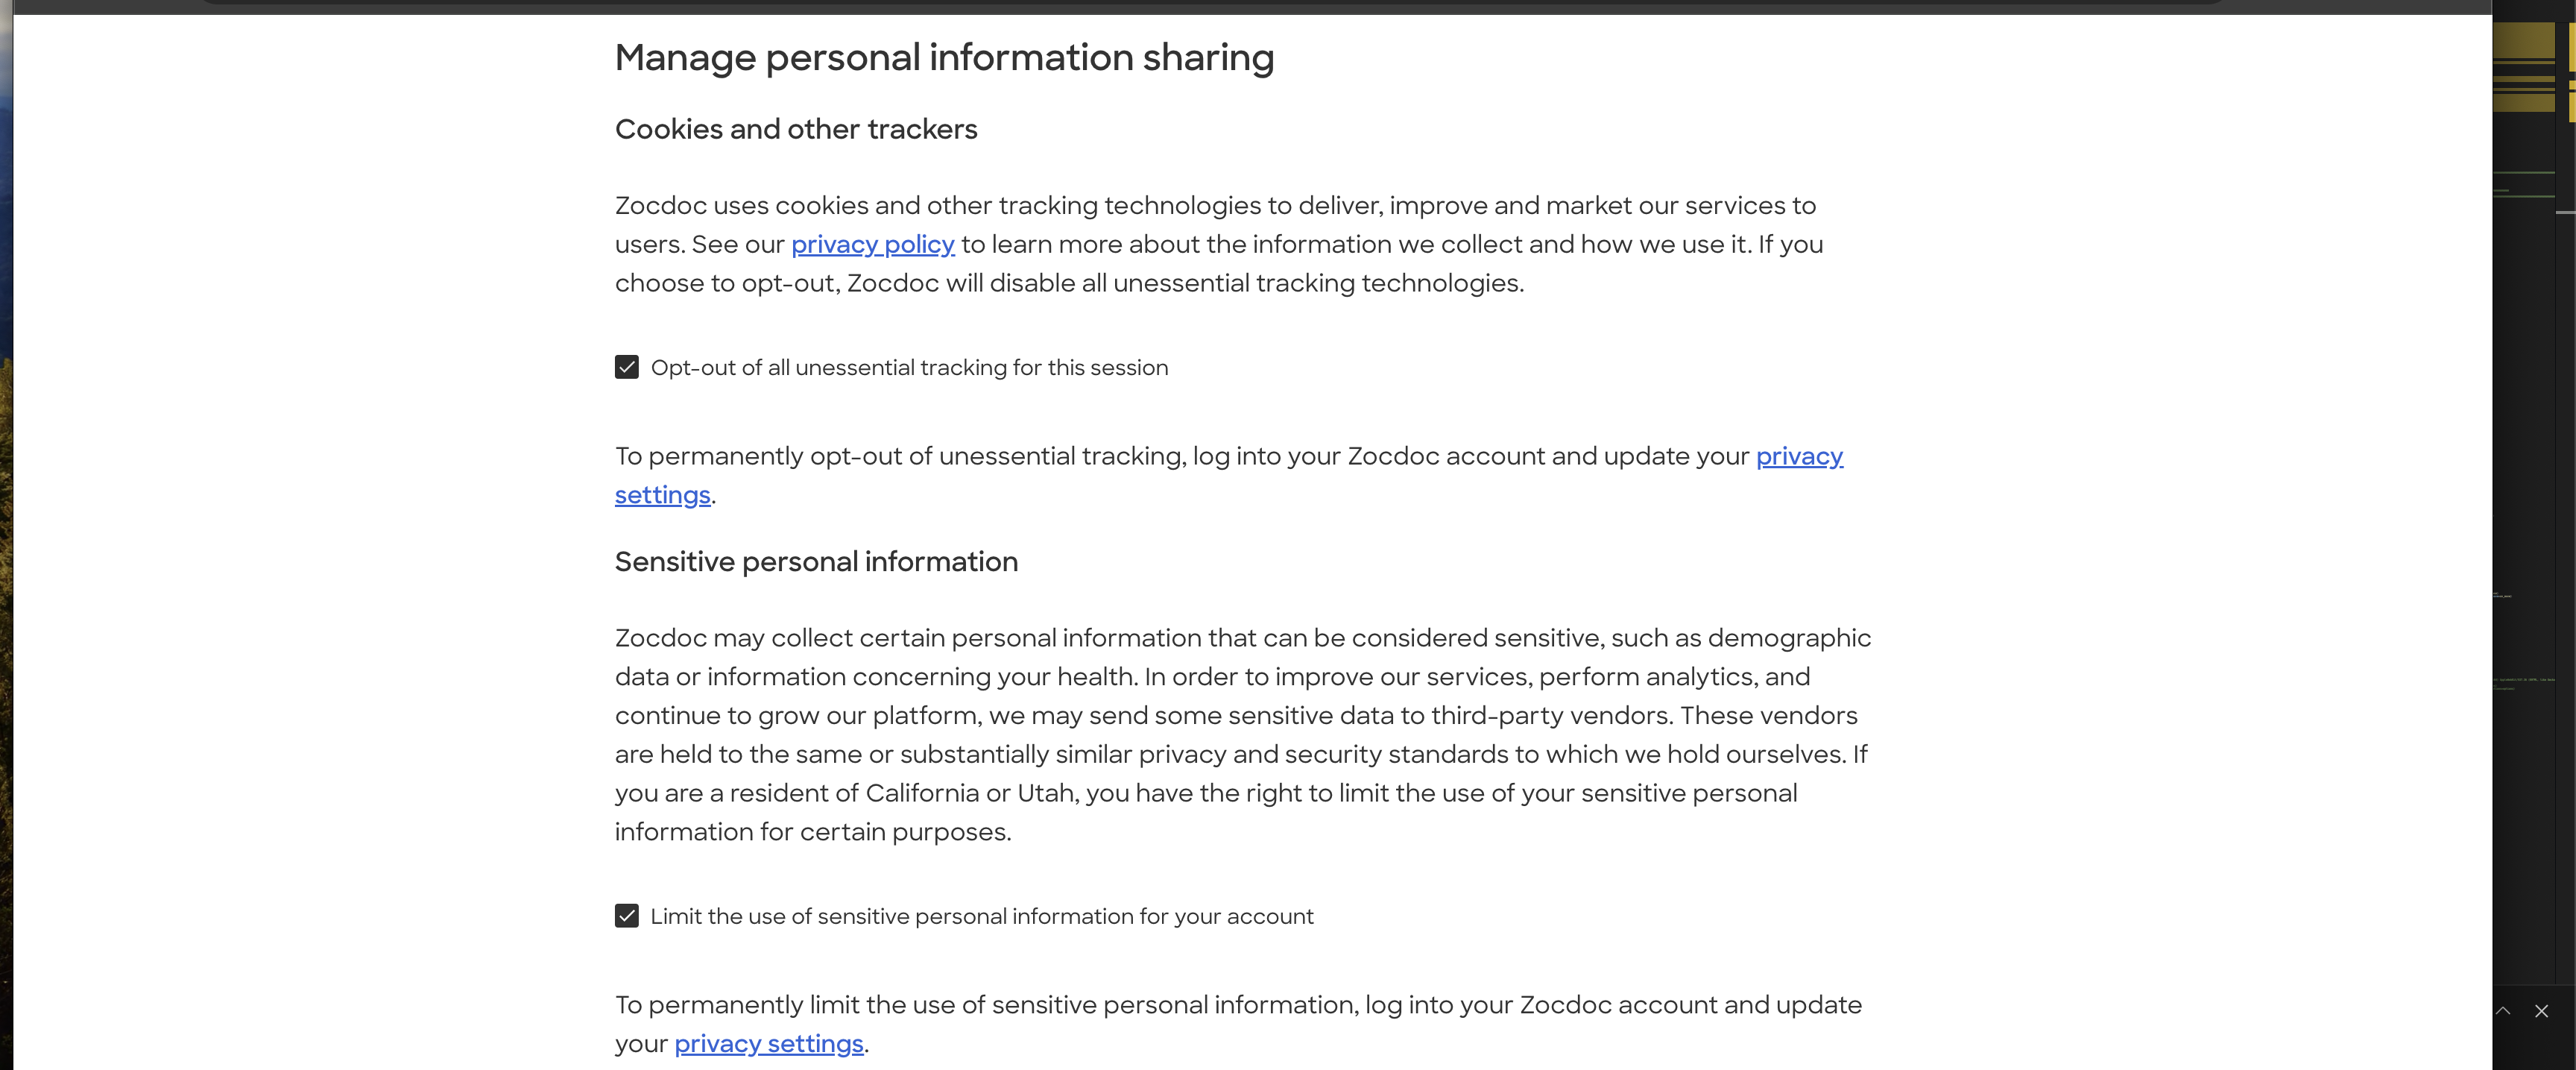 Manage personal information sharing
Cookies and other trackers
Zocdoc uses cookies and other tracking technologies to deliver, improve and market our services to
users. See our privacy policy to learn more about the information we collect and how we use it. If you
choose to opt-out, Zocdoc will disable all unessential tracking technologies.
Opt-out of all unessential tracking for this session
To permanently opt-out of unessential tracking, log into your Zocdoc account and update your privacy
settings.
Sensitive personal information
Zocdoc may collect certain personal information that can be considered sensitive, such as demographic
data or information concerning your health. In order to improve our services, perform analytics, and
continue to grow our platform, we may send some sensitive data to third-party vendors. These vendors
are held to the same or substantially similar privacy and security standards to which we hold ourselves. If
you are a resident of California or Utah, you have the right to limit the use of your sensitive personal
information for certain purposes.
Limit the use of sensitive personal information for your account
To permanently limit the use of sensitive personal information, log into your Zocdoc account and update
your privacy settings.